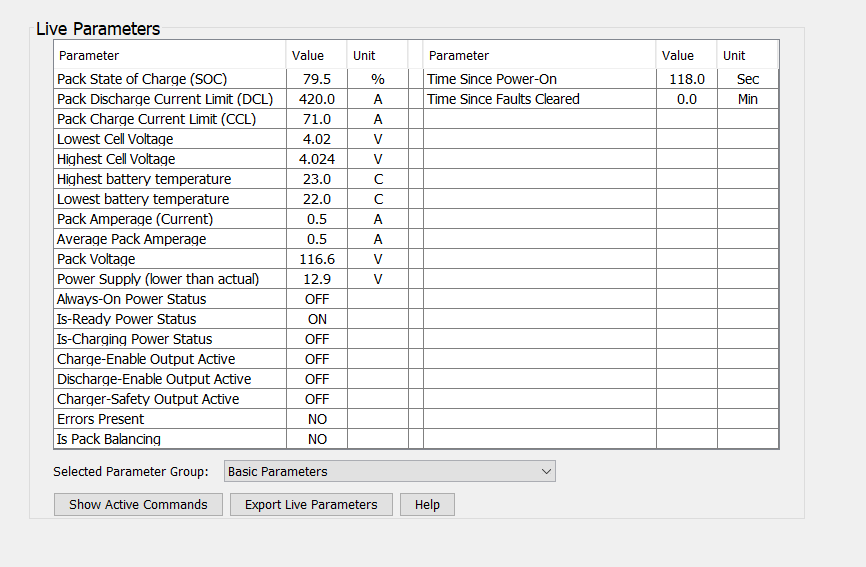 Live Parameters
Parameter Value Unit Parameter Value Unit
Pack State of Charge (SOC) 79.5 % Time Since Power-On 118.0 Sec
Pack Discharge Current Limit (DCL) 420.0 A Time Since Faults Cleared 0.0 Min
Pack Charge Current Limit (CCL) 71.0 A
Lowest Cell Voltage 4.02 V
Highest Cell Voltage 4.024 V
Highest battery temperature 23.0 C
Lowest battery temperature 22.0 C
Pack Amperage (Current) 0.5 A
Average Pack Amperage 0.5 A
Pack Voltage 116.6 V
Power Supply (lower than actual) 12.9 V
Always-On Power Status OFF
Is-Ready Power Status ON
Is-Charging Power Status OFF
Charge-Enable Output Active OFF
Discharge-Enable Output Active OFF
Charger-Safety Output Active OFF
Errors Present NO
Is Pack Balancing NO
Selected Parameter Group: Basic Parameters
Show Active Commands Export Live Parameters Help